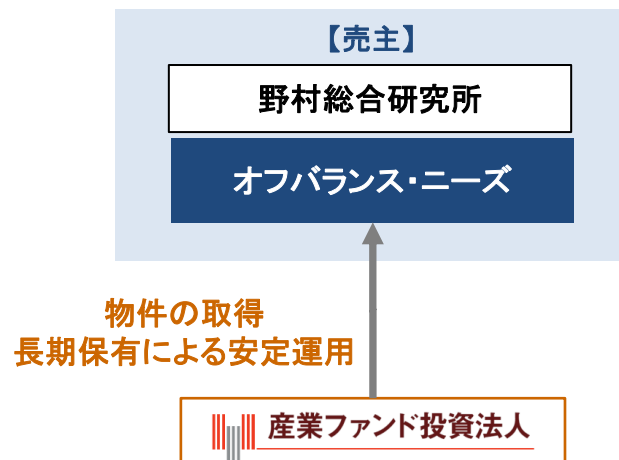 【売主】
野村総合研究所
オフバランス・ニーズ
物件の取得
長期保有による安定運用
産業ファンド投資法人